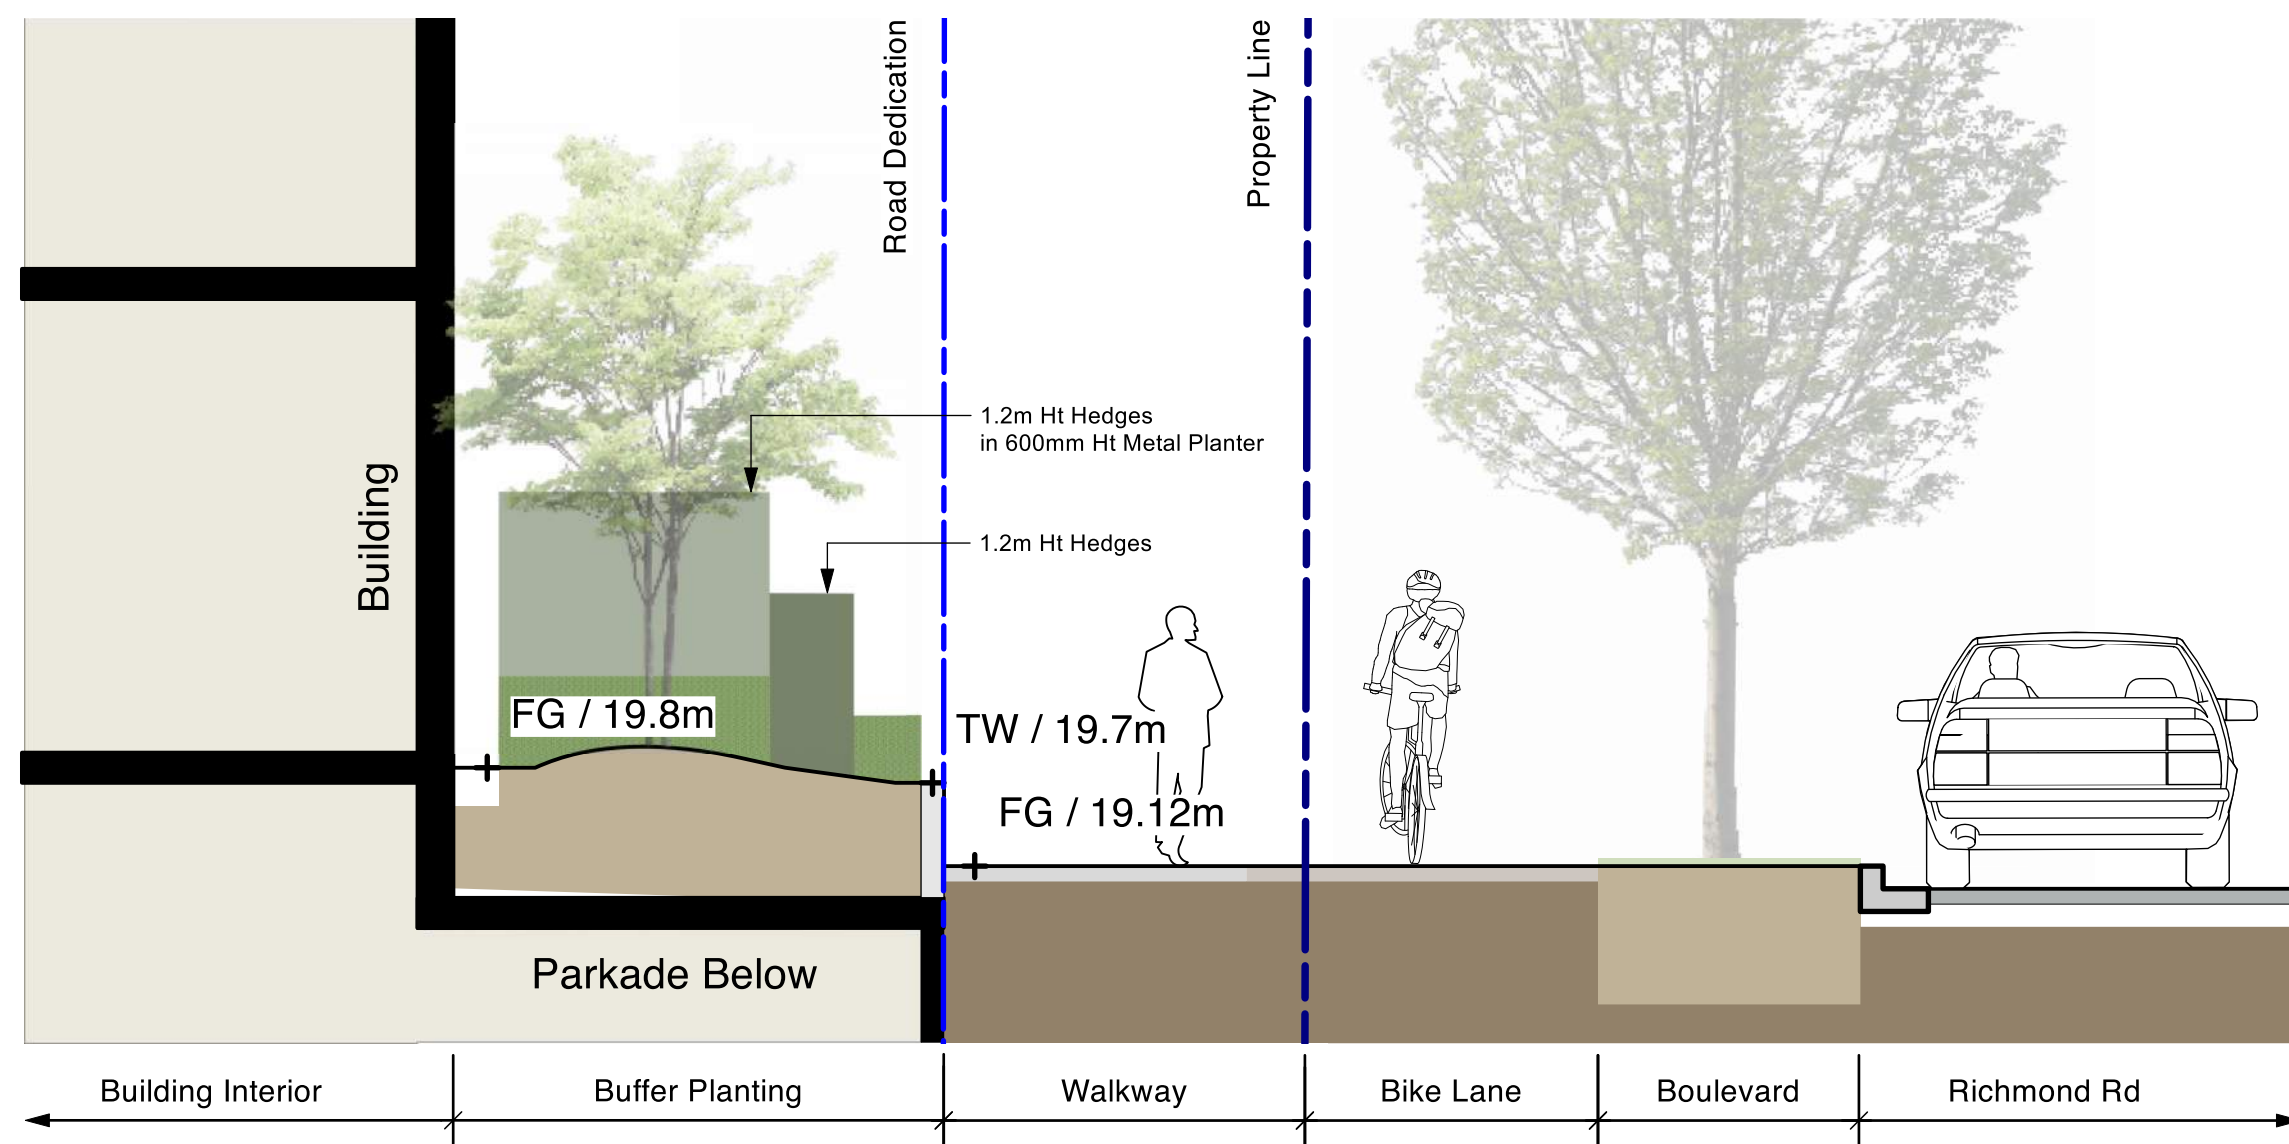 Road Dedication
Property Line
1.2m Ht Hedges
in 600mm Ht Metal Planter
Building
1.2m Ht Hedges
FG / 19.8m
TW / 19.7m
FG / 19.12m
Parkade Below
Building Interior
Buffer Planting
Walkway
Bike Lane
Boulevard
Richmond Rd